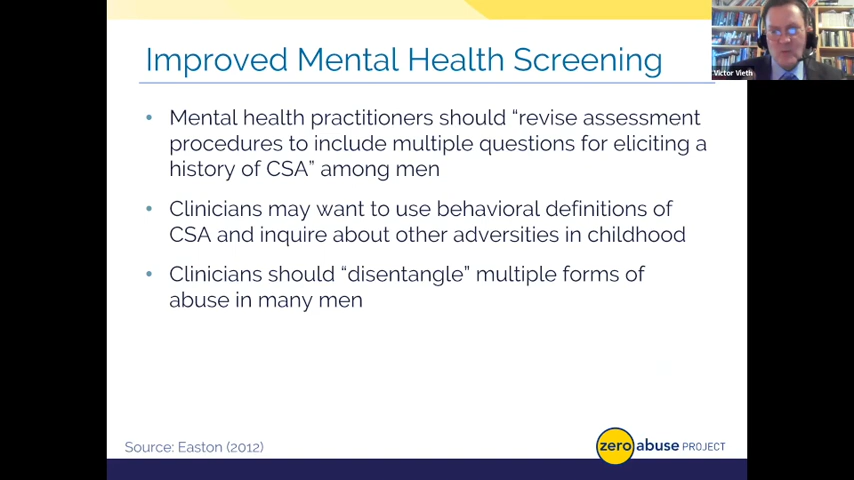 Improved Mental Health Screening
Victor Vieth
• Mental health practitioners should “revise assessment
procedures to include multiple questions for eliciting a
history of CSA” among men
• Clinicians may want to use behavioral definitions of
CSA and inquire about other adversities in childhood
• Clinicians should “disentangle” multiple forms of
abuse in many men
Source: Easton (2012)
zero abuse PROJECT